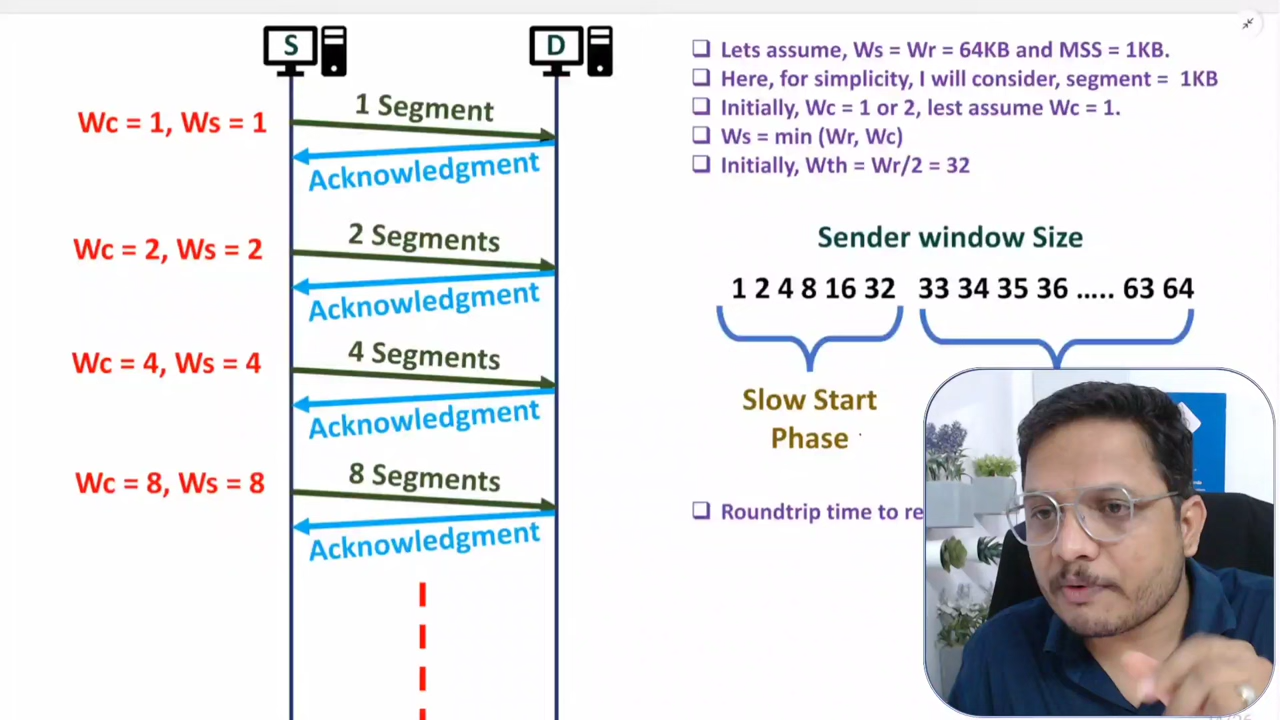 S
D
1 Segment
Wc = 1, Ws = 1
Acknowledgment
2 Segments
Wc = 2, Ws = 2
Acknowledgment
4 Segments
Wc = 4, Ws = 4
Acknowledgment
8 Segments
Wc = 8, Ws = 8
Acknowledgment
Lets assume, Ws = Wr = 64KB and MSS = 1KB.
Here, for simplicity, I will consider, segment = 1KB
Initially, Wc = 1 or 2, lest assume Wc = 1.
Ws = min (Wr, Wc)
Initially, Wth = Wr/2 = 32
Sender window Size
1 2 4 8 16 32 33 34 35 36 ..... 63 64
Slow Start
Phase
Roundtrip time to